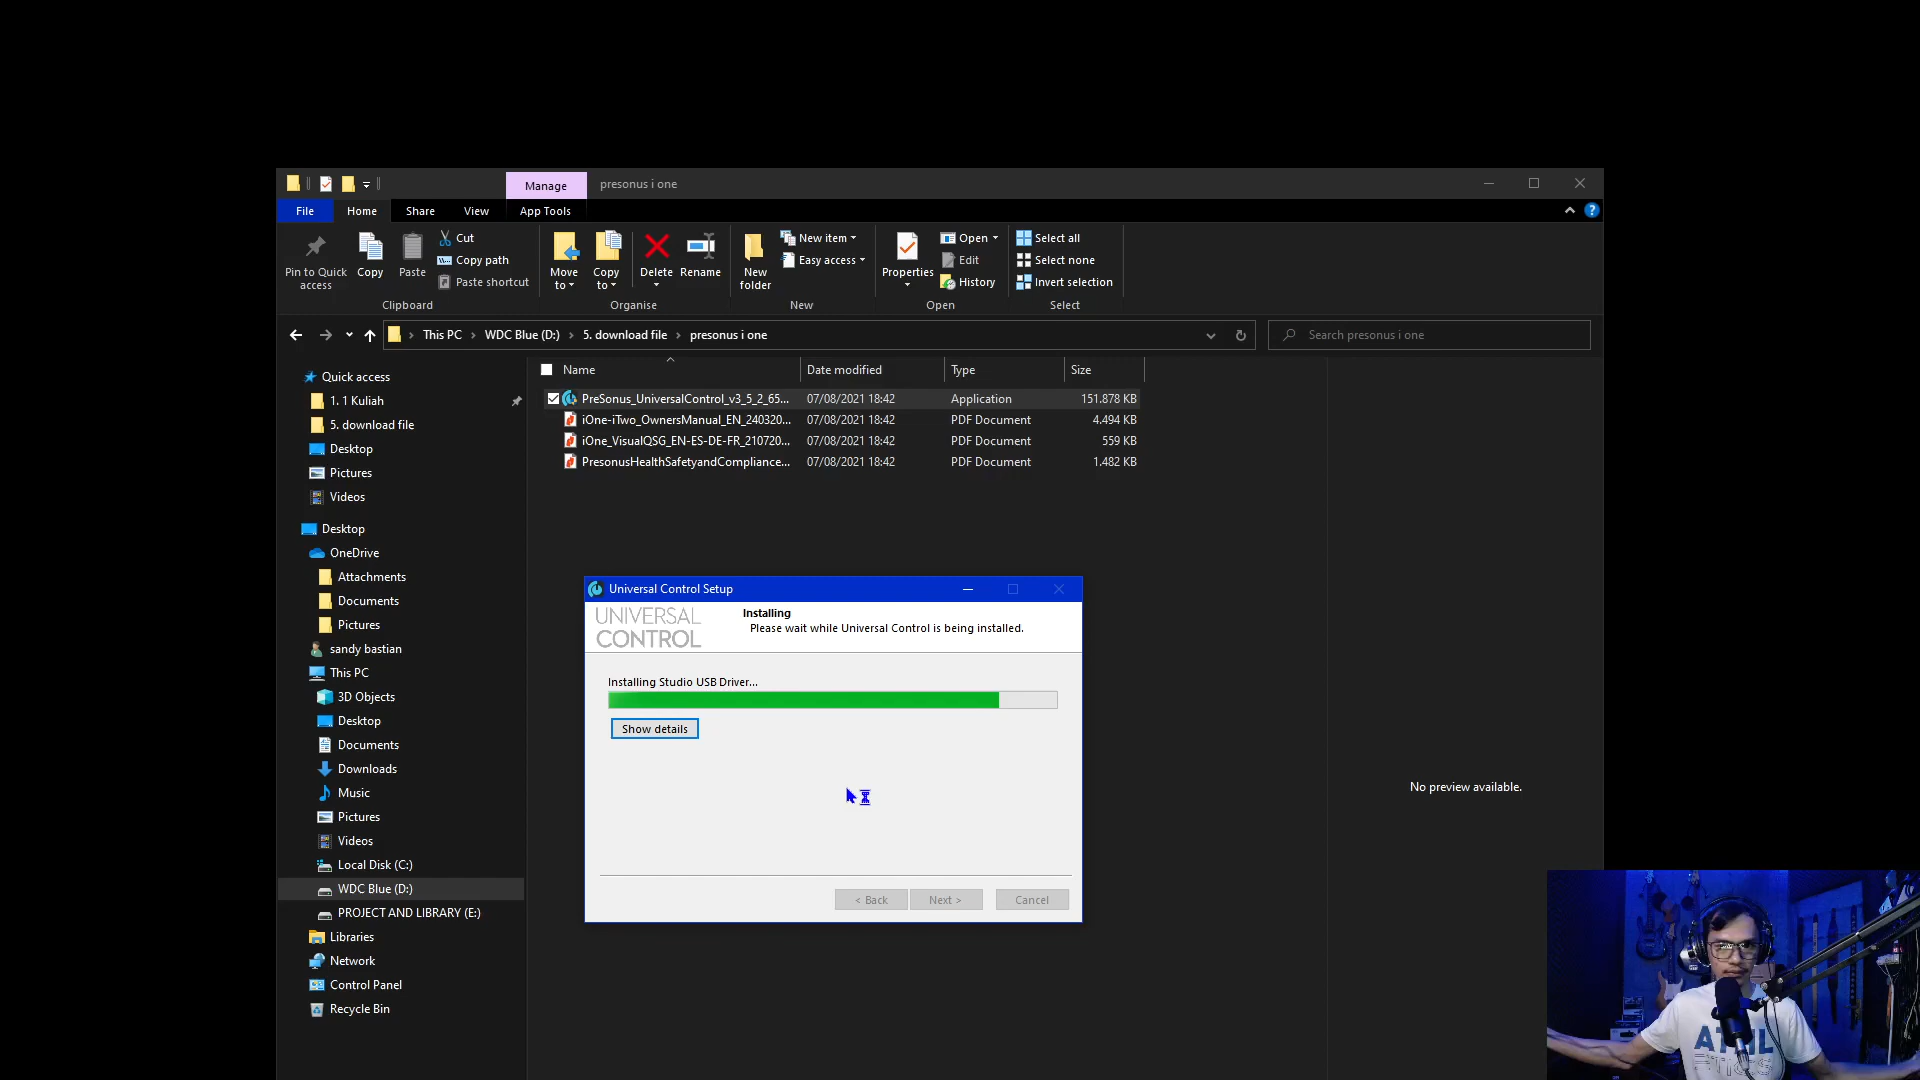 Manage
presonus i one
File
Home
Share
View
App Tools
Pin to Quick
access
Copy
Paste
Cut
Copy path
Paste shortcut
Clipboard
Move
to
Copy
to
Delete
Rename
Organise
New
folder
New item
Easy access
New
Properties
Open
Edit
History
Open
Select all
Select none
Invert selection
Select
This PC > WDC Blue (D:) > 5. download file > presonus i one
Search presonus i one
Name
Date modified
Type
Size
PreSonus_UniversalControl_v3_5_2_65... 07/08/2021 18:42 Application 151.878 KB
iOne-iTwo_OwnersManual_EN_240320... 07/08/2021 18:42 PDF Document 4.494 KB
iOne_VisualQSG_EN-ES-DE-FR_210720... 07/08/2021 18:42 PDF Document 559 KB
PresonusHealthSafetyandCompliance... 07/08/2021 18:42 PDF Document 1.482 KB
Quick access
1. 1 Kuliah
5. download file
Desktop
Pictures
Videos
Desktop
OneDrive
Attachments
Documents
Pictures
sandy bastian
This PC
3D Objects
Desktop
Documents
Downloads
Music
Pictures
Videos
Local Disk (C:)
WDC Blue (D:)
PROJECT AND LIBRARY (E:)
Libraries
Network
Control Panel
Recycle Bin
Universal Control Setup
UNIVERSAL
CONTROL
Installing
Please wait while Universal Control is being installed.
Installing Studio USB Driver...
Show details
< Back
Next >
Cancel
No preview available.